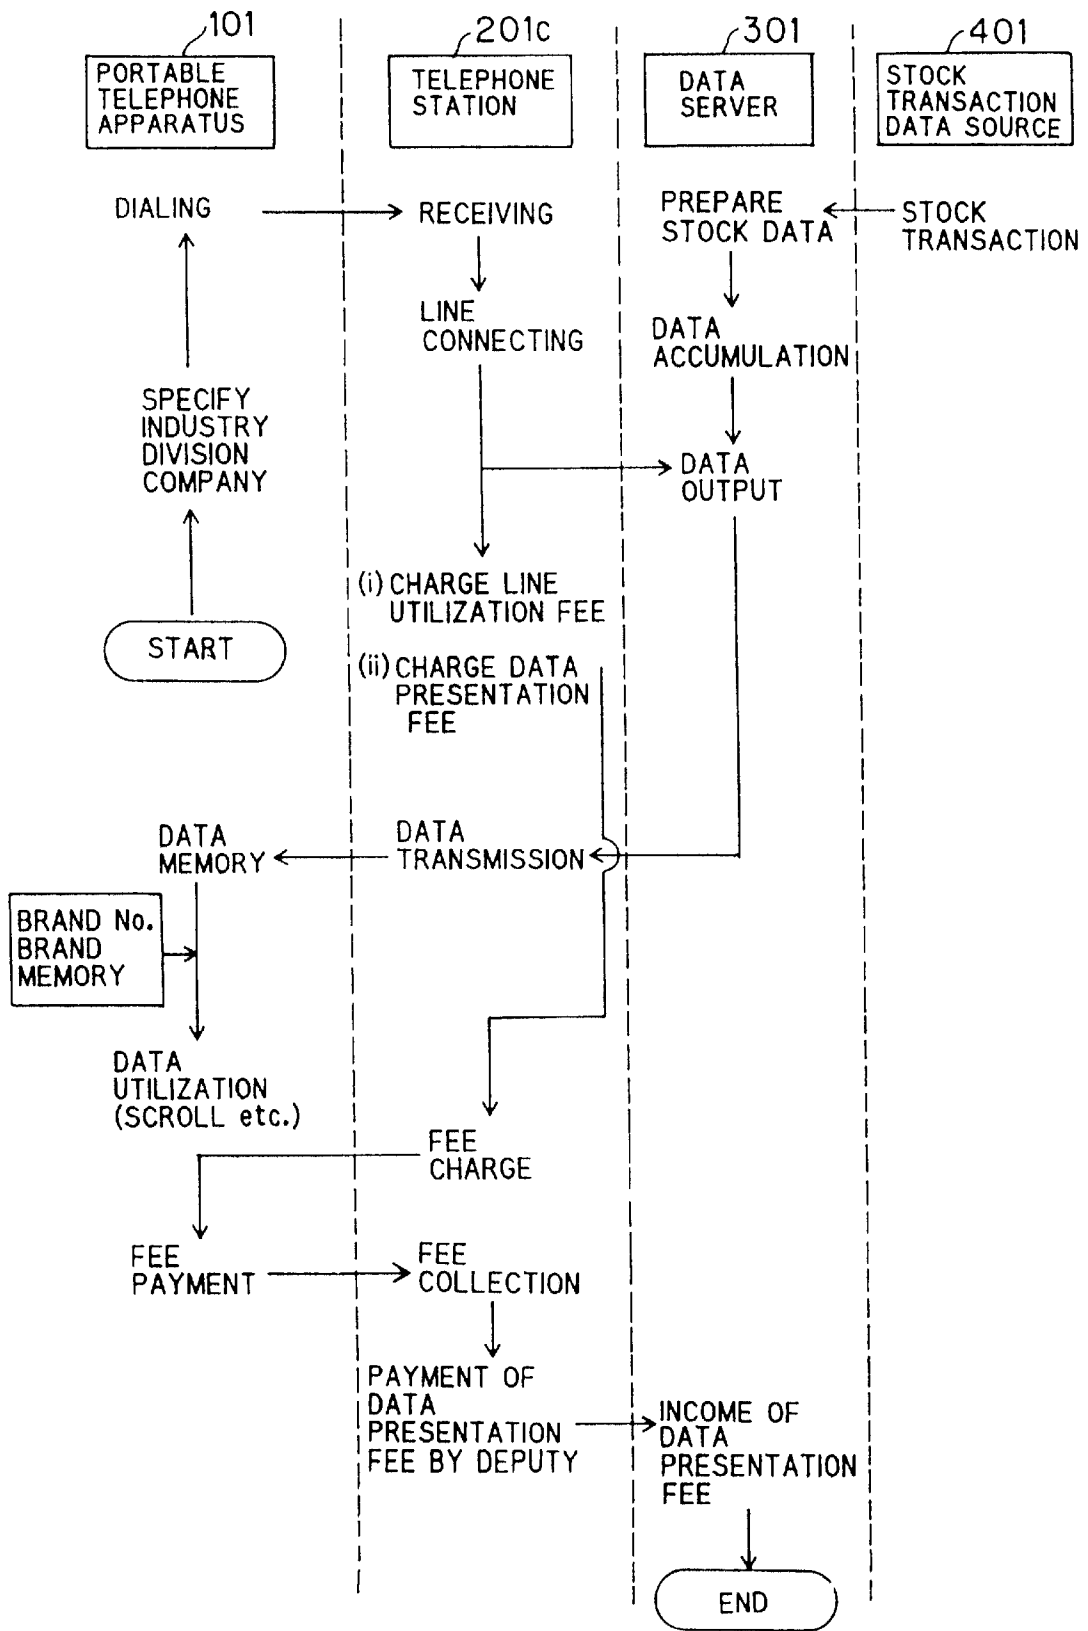 101
201c
301
401
PORTABLE
TELEPHONE
APPARATUS
TELEPHONE
STATION
DATA
SERVER
STOCK
TRANSACTION
DATA SOURCE
DIALING
RECEIVING
PREPARE
STOCK DATA
STOCK
TRANSACTION
LINE
CONNECTING
DATA
ACCUMULATION
SPECIFY
INDUSTRY
DIVISION
COMPANY
DATA
OUTPUT
(i) CHARGE LINE
UTILIZATION FEE
START
(ii) CHARGE DATA
PRESENTATION
FEE
DATA
MEMORY
DATA
TRANSMISSION
BRAND No.
BRAND
MEMORY
DATA
UTILIZATION
(SCROLL etc.)
FEE
CHARGE
FEE
PAYMENT
FEE
COLLECTION
PAYMENT OF
DATA
PRESENTATION
FEE BY DEPUTY
INCOME OF
DATA
PRESENTATION
FEE
END